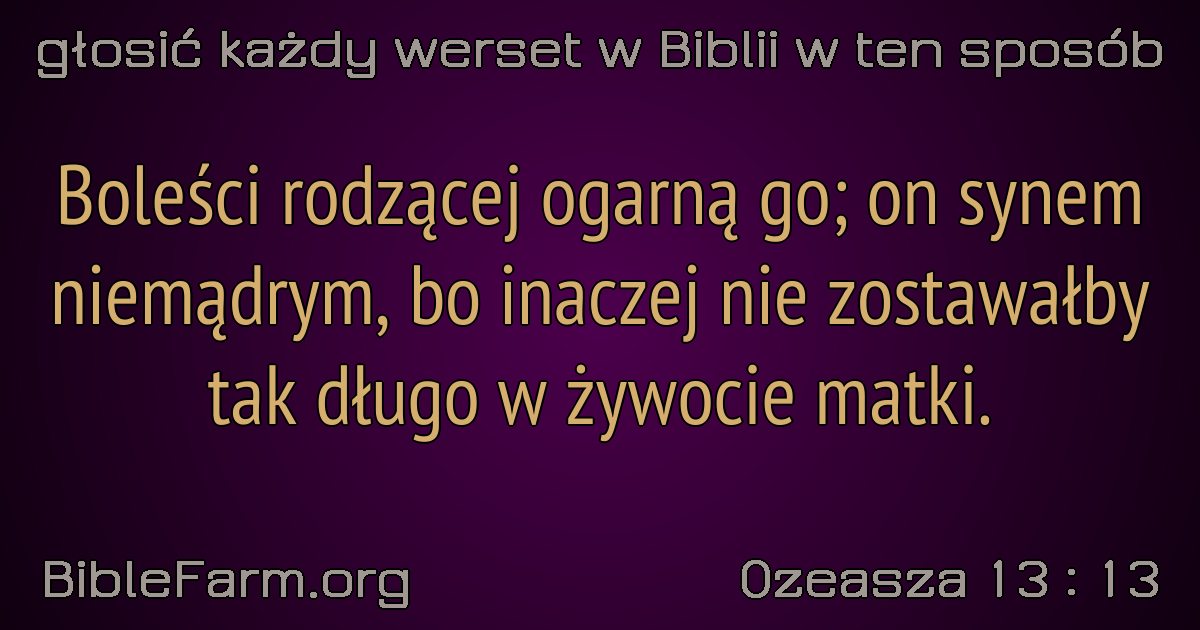 głosić każdy werset w Biblii w ten sposób
Boleści rodzącej ogarną go; on synem
niemądrym, bo inaczej nie zostawałby
tak długo w żywocie matki.
BibleFarm.org
Ozeasza 13 : 13